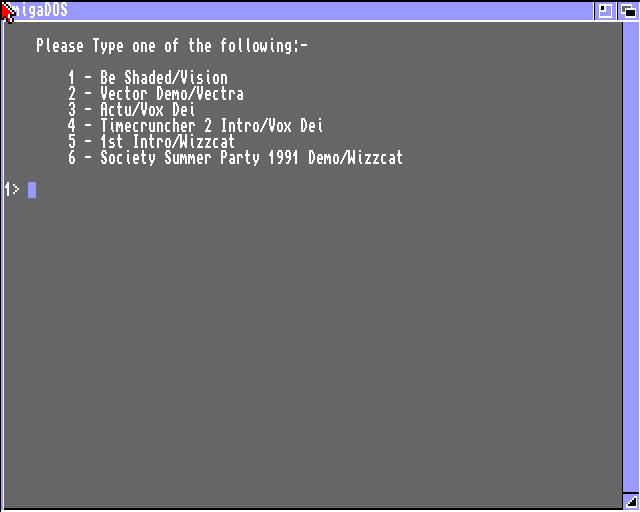 migaDOS
Please Type one of the following:-
1 - Be Shaded/Vision
2 - Vector Demo/Vectra
3 - Actu/Vox Dei
4 - Timecruncher 2 Intro/Vox Dei
5 - 1st Intro/Wizzcat
6 - Society Summer Party 1991 Demo/Wizzcat
1>